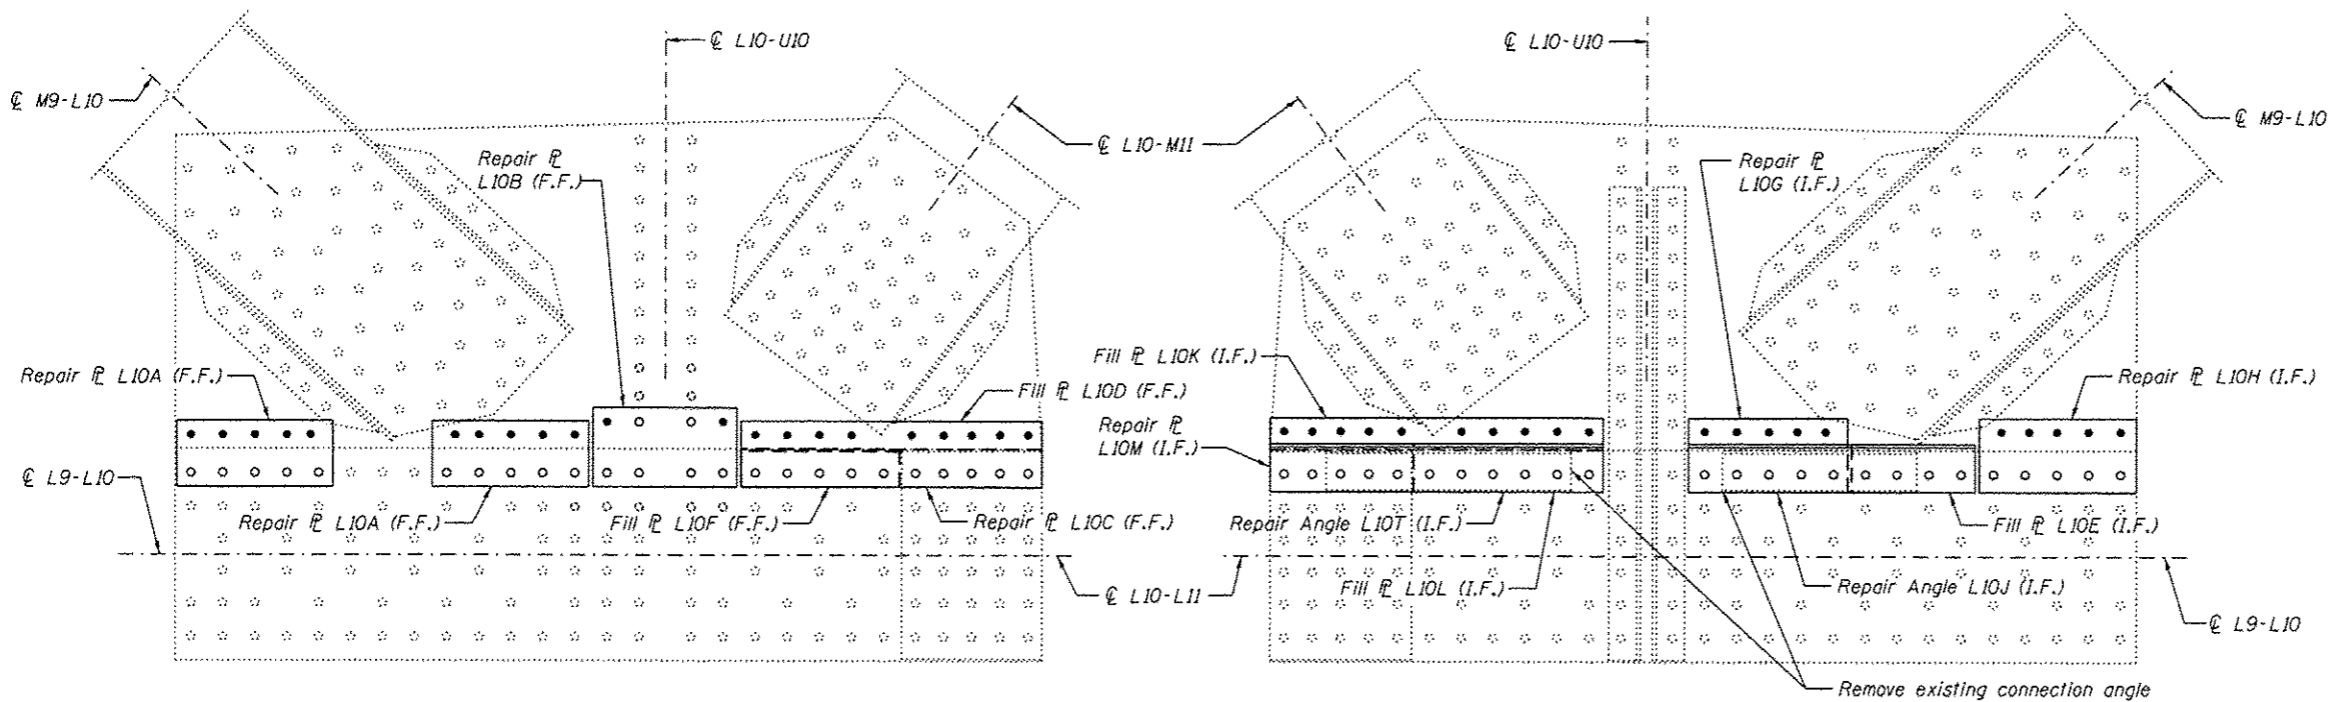 ℄ L10-U10
℄ M9-L10
Repair ⅊
L10B (F.F.)
℄ L10-M11
Repair ⅊ L10A (F.F.)
Fill ⅊ L10D (F.F.)
℄ L9-L10
Repair ⅊ L10A (F.F.)
Fill ⅊ L10F (F.F.)
Repair ⅊ L10C (F.F.)
℄ L10-L11
℄ L10-U10
℄ M9-L10
Repair ⅊
L10G (I.F.)
Fill ⅊ L10K (I.F.)
Repair ⅊ L10H (I.F.)
Repair ⅊
L10M (I.F.)
Repair Angle L10T (I.F.)
Fill ⅊ L10E (I.F.)
Fill ⅊ L10L (I.F.)
Repair Angle L10J (I.F.)
℄ L9-L10
Remove existing connection angle